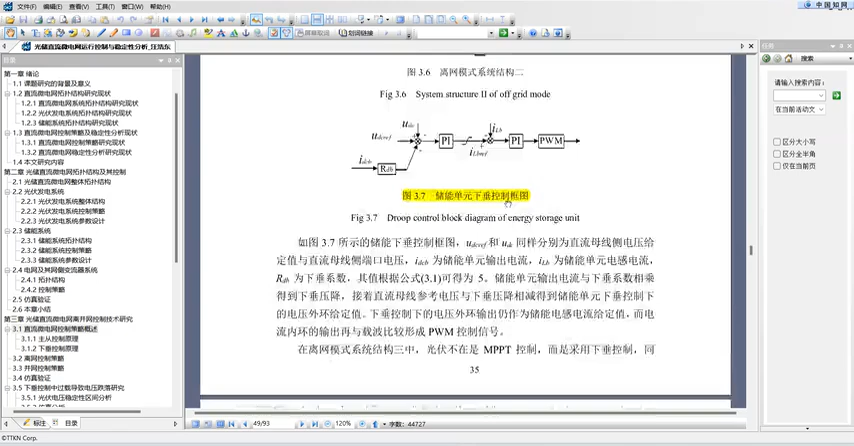 文件(F) 编辑(E) 查看(V) 工具(T) 窗口(W) 帮助(H)
中国知网
屏幕取词 划词链接
光储直流微电网运行控制与稳定性分析_汪范东
目录
任务
搜索
第一章 绪论
1.1 课题研究的背景及意义
1.2 直流微电网拓扑结构研究现状
1.2.1 直流微电网系统拓扑结构研究现状
1.2.2 光伏发电系统拓扑结构研究现状
1.2.3 储能系统拓扑结构研究现状
1.3 直流微电网控制策略及稳定性分析现状
1.3.1 直流微电网控制策略研究现状
1.3.2 直流微电网稳定性分析研究现状
1.4 本文研究内容
第二章 光储直流微电网拓扑结构及其控制
2.1 光储直流微电网整体拓扑结构
2.2 光伏发电系统
2.2.1 光伏发电系统整体结构
2.2.2 光伏发电系统控制策略
2.2.3 光伏发电系统参数设计
2.3 储能系统
2.3.1 储能系统拓扑结构
2.3.2 储能系统控制策略
2.3.3 储能系统参数设计
2.4 电网及其网侧变流器系统
2.4.1 拓扑结构
2.4.2 控制策略
2.5 仿真验证
2.6 本章小结
第三章 光储直流微电网离并网控制技术研究
3.1 直流微电网控制策略概述
3.1.1 主从控制原理
3.1.2 下垂控制原理
3.2 离网控制策略
3.3 并网控制策略
3.4 仿真验证
3.5 下垂控制中过载导致电压跌落研究
3.5.1 光伏电压稳定性区间分析
标注 目录
图 3.6 离网模式系统结构二
Fig 3.6 System structure II of off grid mode
udcref udc + - - PI iLbref + - iLb PI PWM
idcb Rdb
图 3.7 储能单元下垂控制框图
Fig 3.7 Droop control block diagram of energy storage unit
如图 3.7 所示的储能下垂控制框图，udcref 和 udc 同样分别为直流母线侧电压给
定值与直流母线侧端口电压，idcb 为储能单元输出电流，iLb 为储能单元电感电流，
Rdb 为下垂系数，其值根据公式(3.1)可得为 5。储能单元输出电流与下垂系数相乘
得到下垂压降，接着直流母线参考电压与下垂压降相减得到储能单元下垂控制下
的电压外环给定值。下垂控制下的电压外环输出仍作为储能电感电流给定值，而电
流内环的输出再与载波比较形成 PWM 控制信号。
在离网模式系统结构三中，光伏不在是 MPPT 控制，而是采用下垂控制，同
35
请输入搜索内容:
在当前活动文
区分大小写
区分全半角
仅在当前页
49/93 120% 字数: 44727
©TTKN Corp.